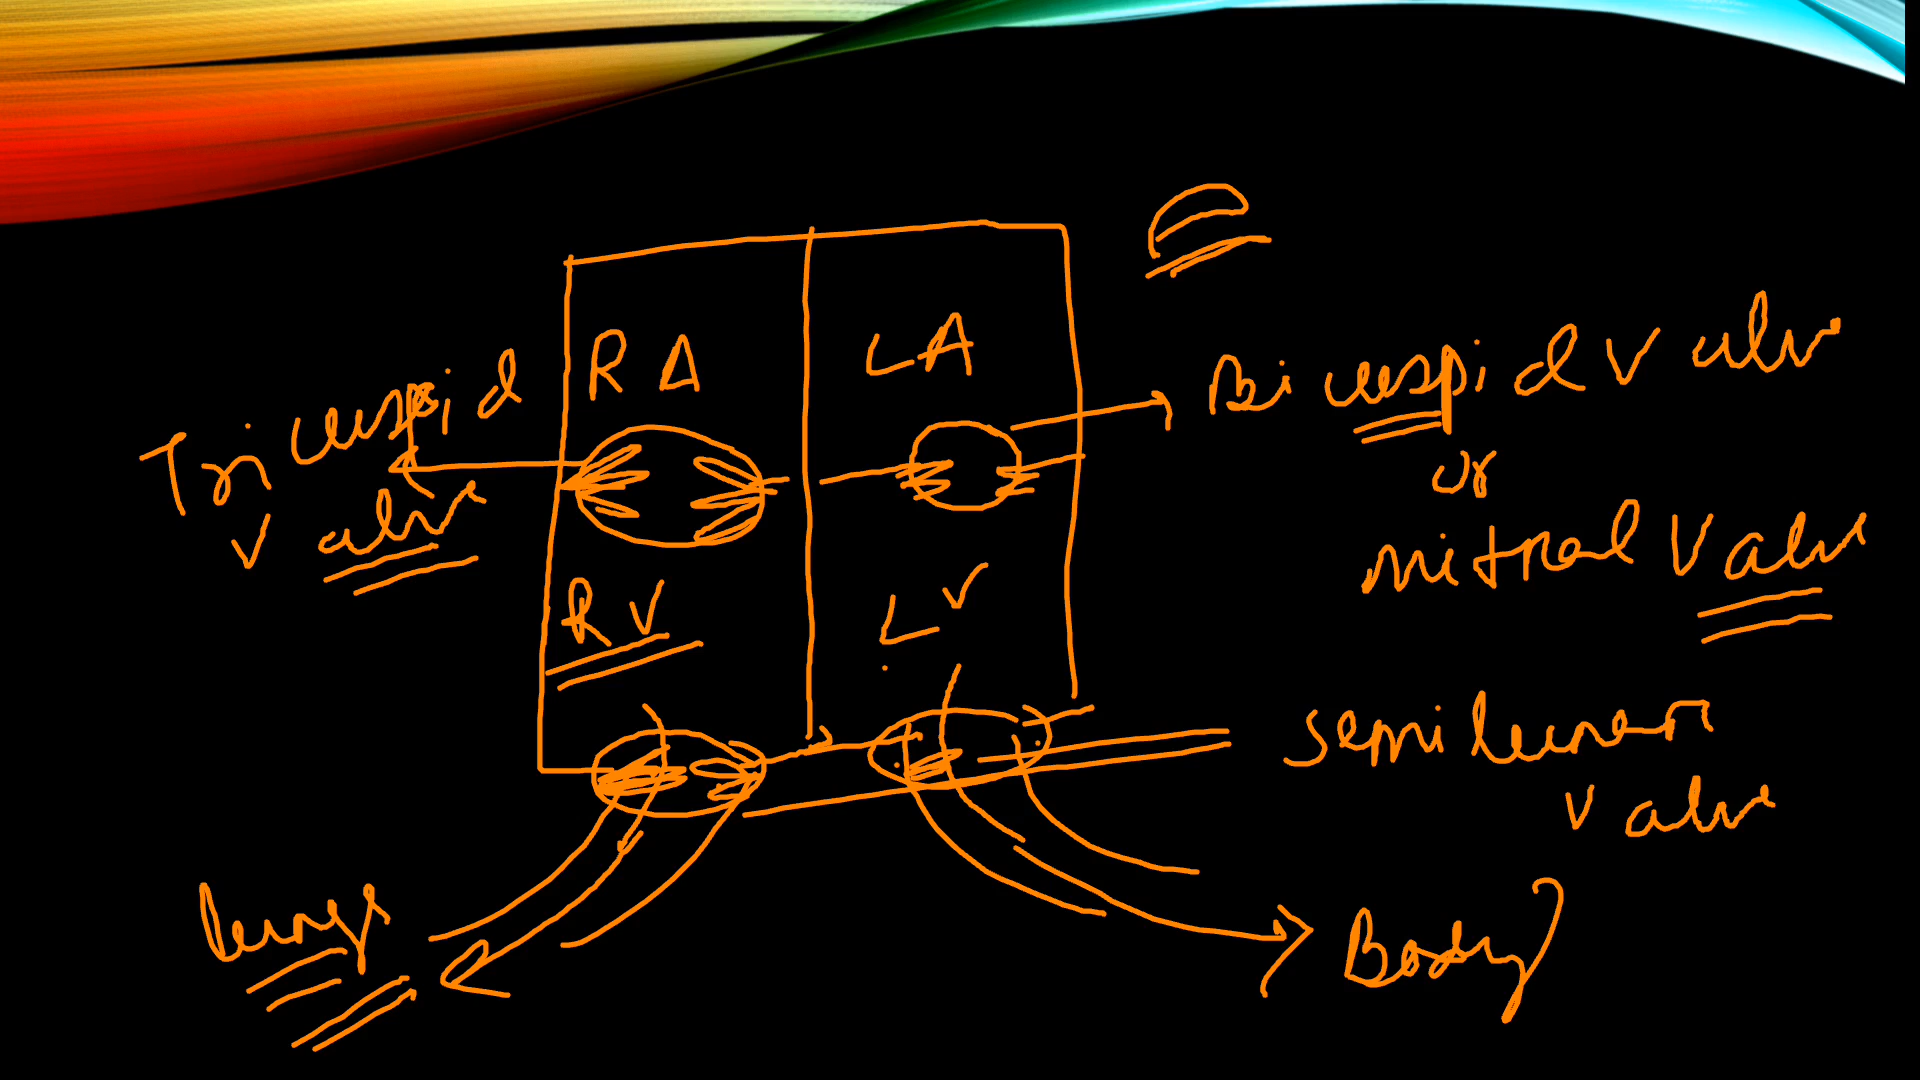 RA
LA
Tricuspid
Valve
Bicuspid Valve
or
mitral Valve
RV
LV
semilunar
valve
lungs
Body